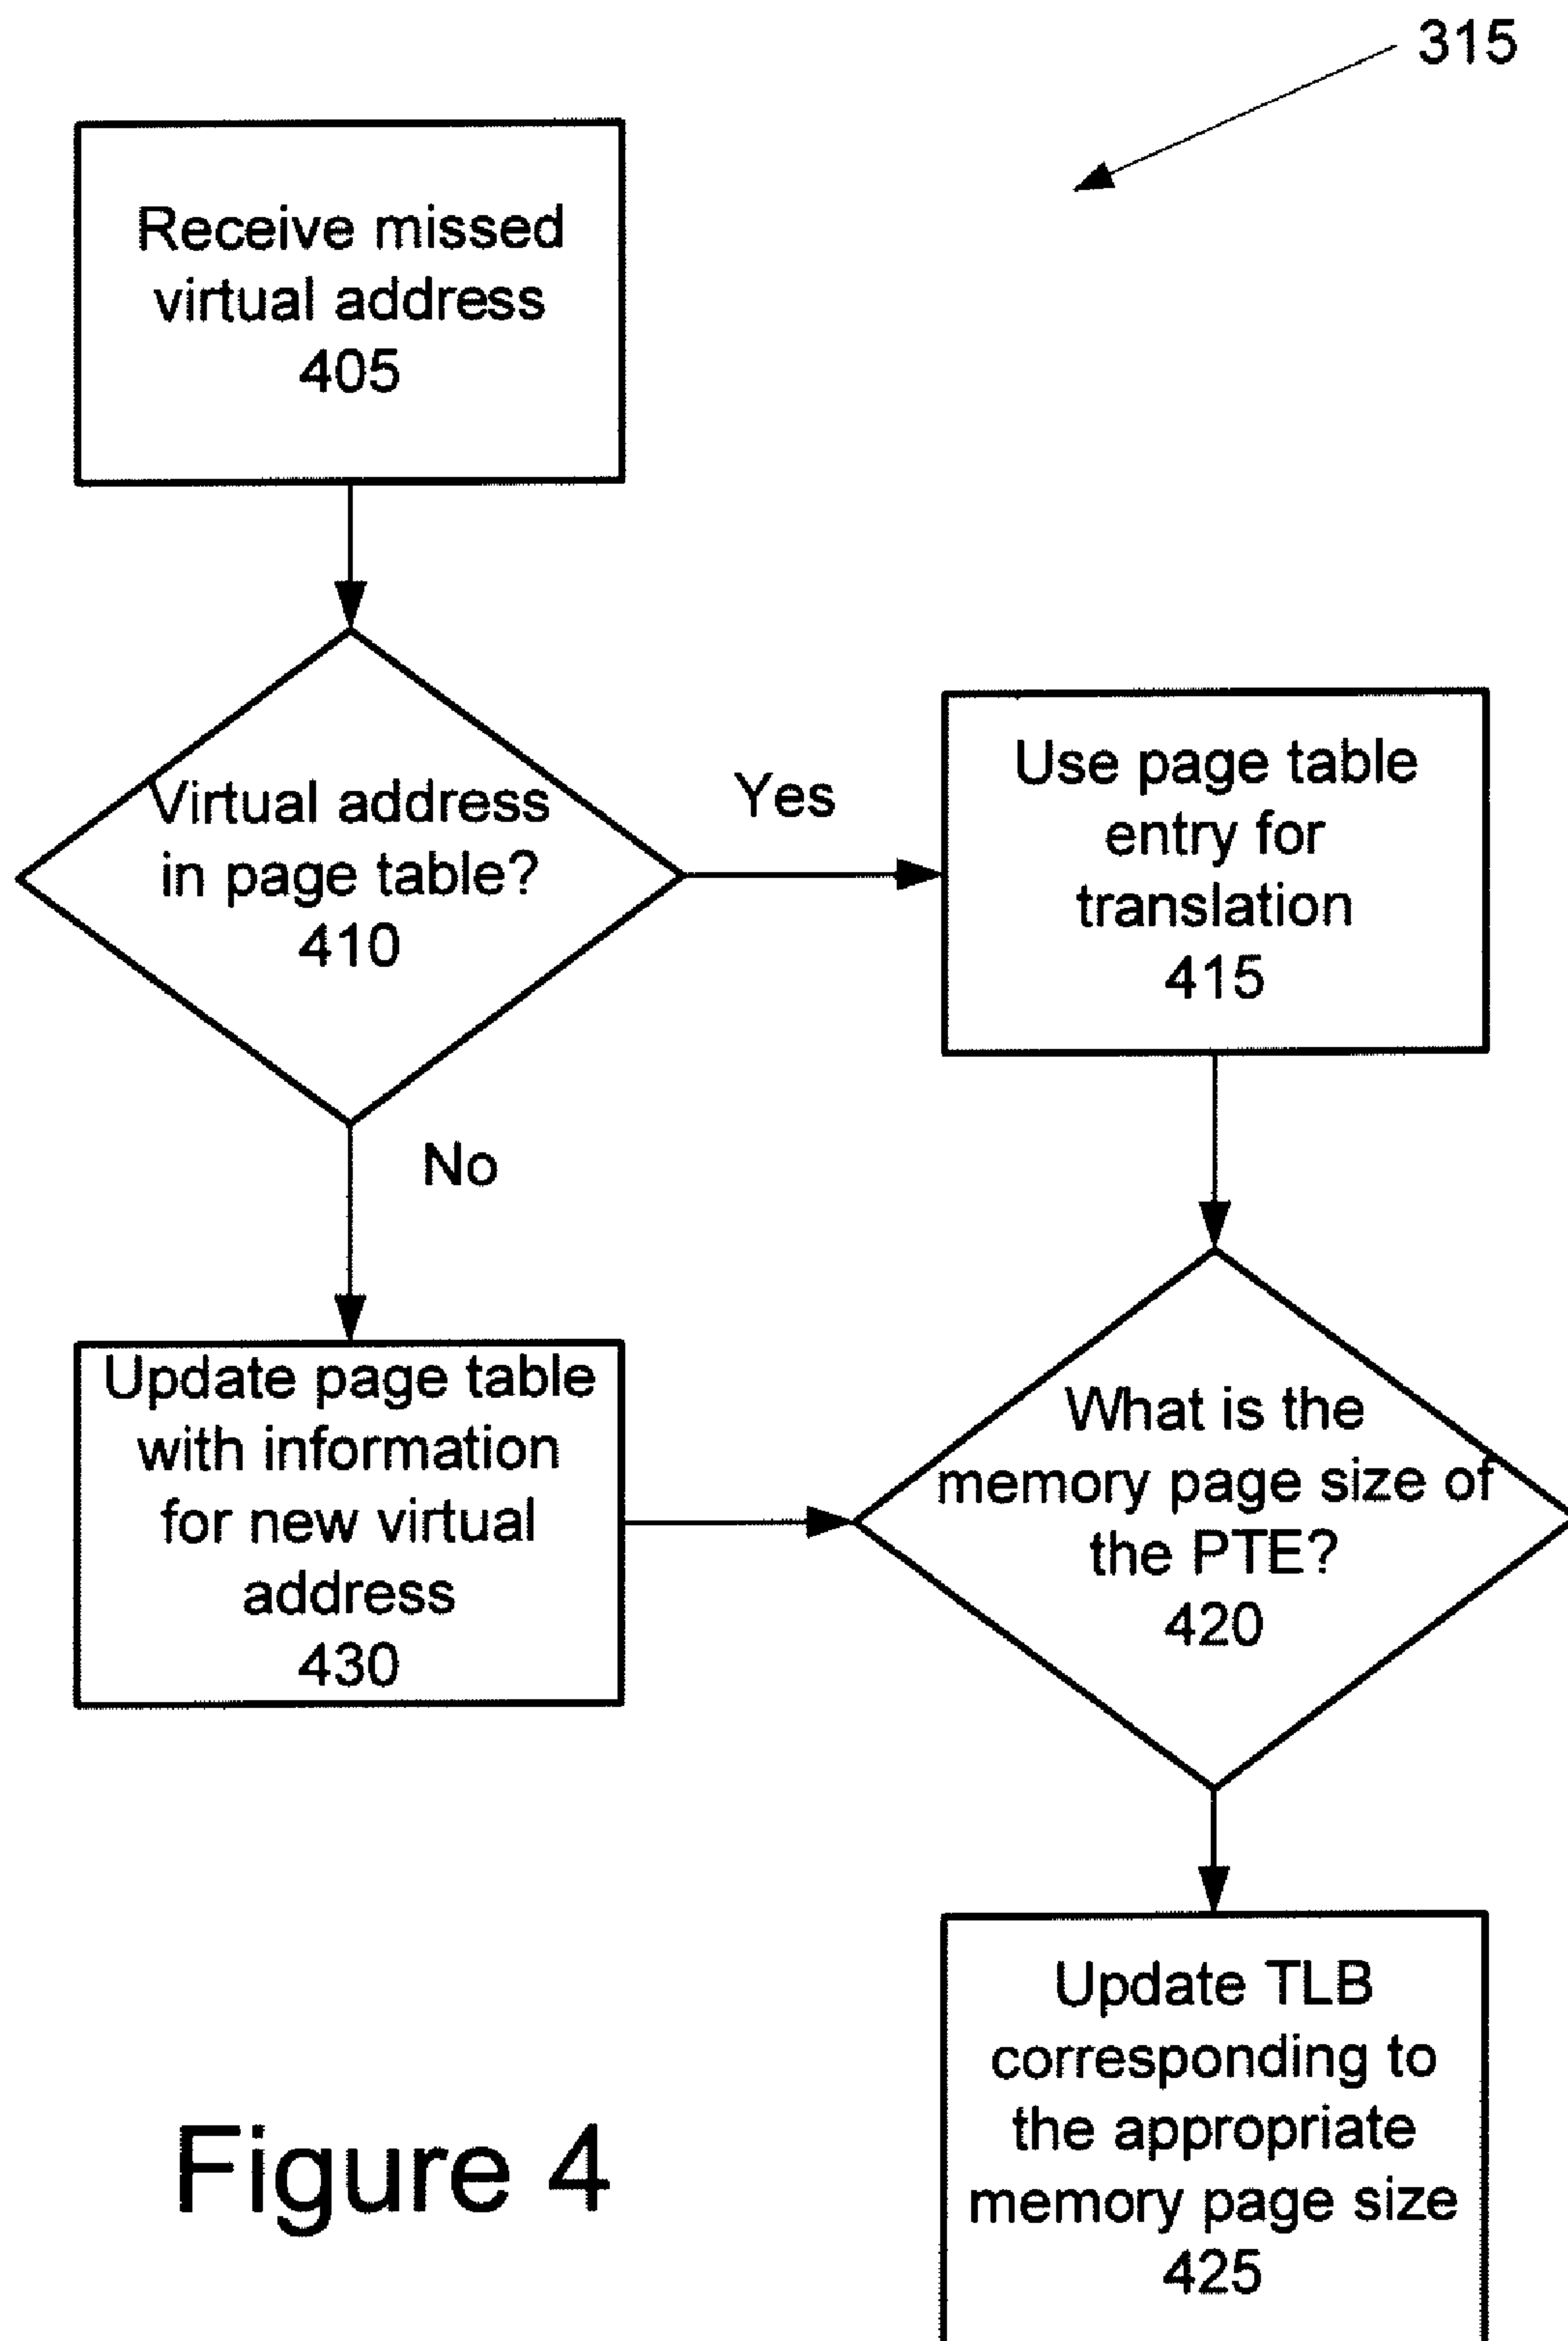 315
Receive missed
virtual address
405
Virtual address
in page table?
410
Yes
Use page table
entry for
translation
415
No
Update page table
with information
for new virtual
address
430
What is the
memory page size of
the PTE?
420
Update TLB
corresponding to
the appropriate
memory page size
425
Figure 4